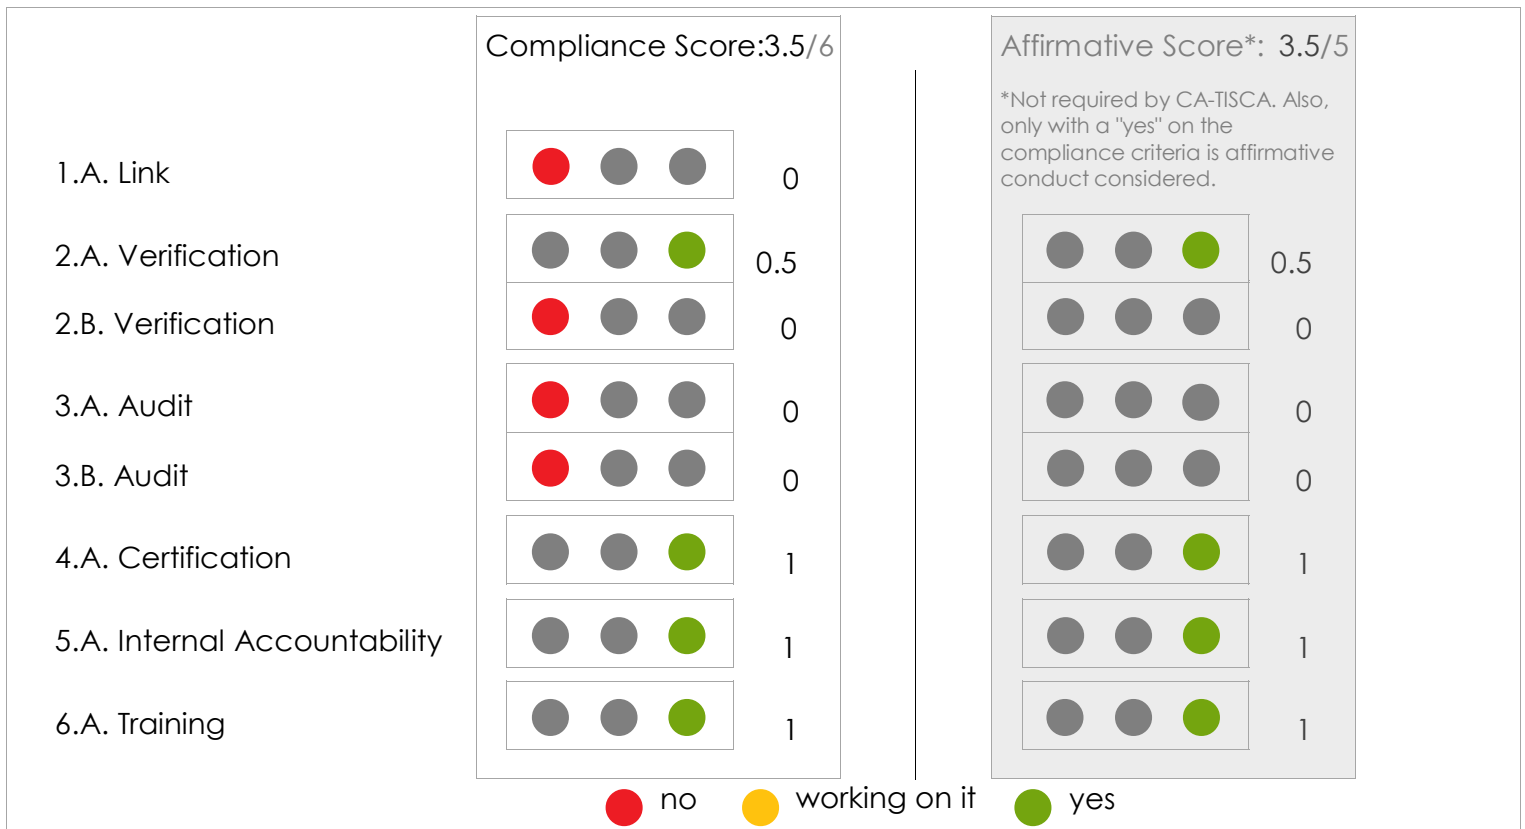 Compliance Score:3.5/6
Affirmative Score*: 3.5/5
*Not required by CA-TISCA. Also,
only with a "yes" on the
compliance criteria is affirmative
conduct considered.
1.A. Link 0
2.A. Verification 0.5 0.5
2.B. Verification 0 0
3.A. Audit 0 0
3.B. Audit 0 0
4.A. Certification 1 1
5.A. Internal Accountability 1 1
6.A. Training 1 1
no working on it yes